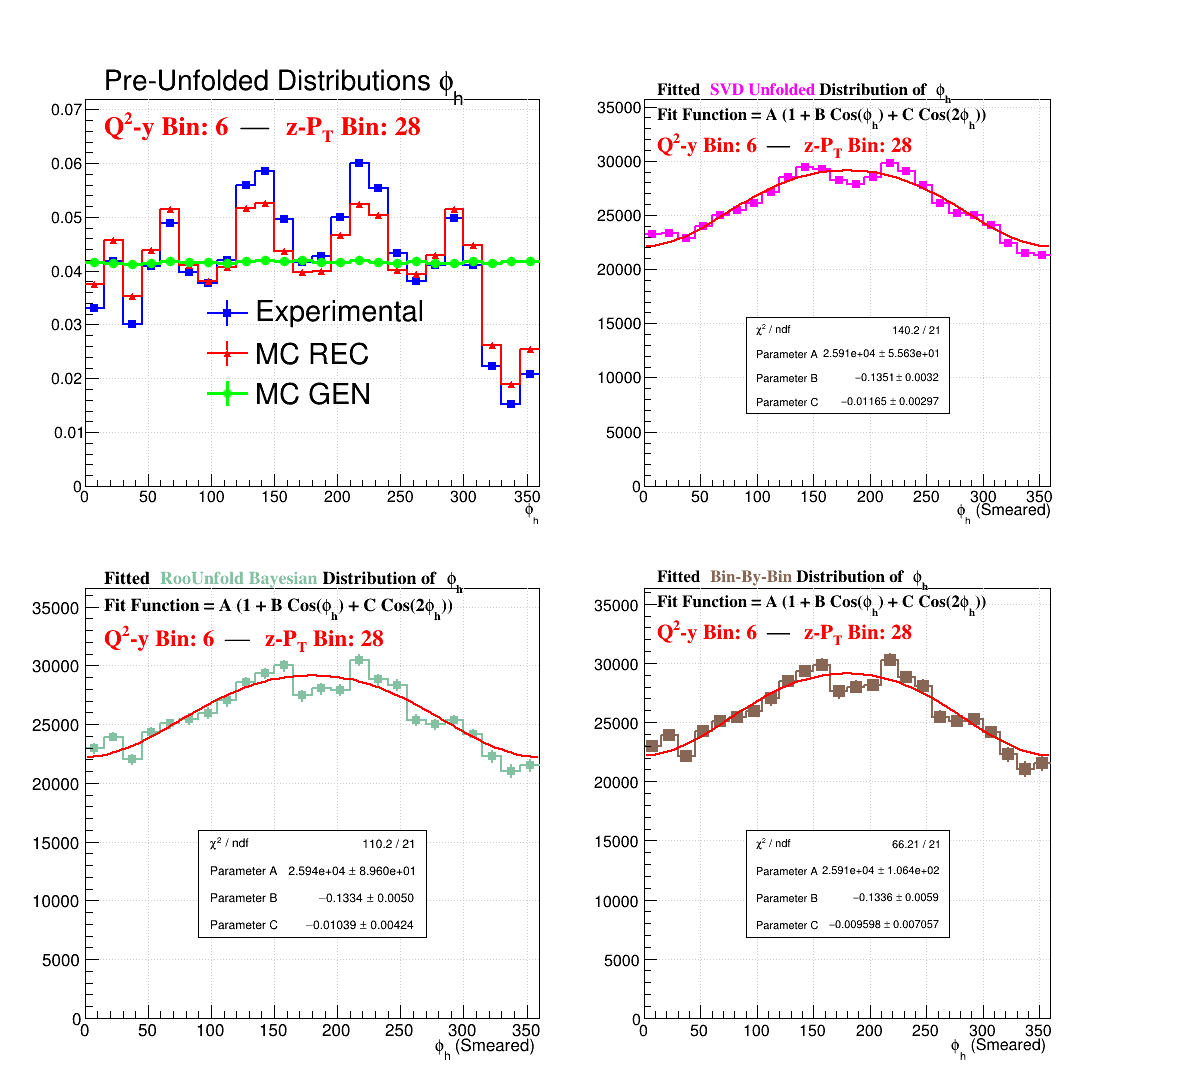 Pre-Unfolded Distributions ϕh
Q²-y Bin: 6 — z-PT Bin: 28
0.07
0.06
0.05
0.04
0.03
0.02
0.01
0
Experimental
MC REC
MC GEN
0 50 100 150 200 250 300 350
ϕh
Fitted SVD Unfolded Distribution of ϕh
Fit Function = A (1 + B Cos(ϕh) + C Cos(2ϕh))
Q²-y Bin: 6 — z-PT Bin: 28
35000
30000
25000
20000
15000
10000
5000
0
χ² / ndf 140.2 / 21
Parameter A 2.591e+04 ± 5.563e+01
Parameter B −0.1351 ± 0.0032
Parameter C −0.01165 ± 0.00297
0 50 100 150 200 250 300 350
ϕh (Smeared)
Fitted RooUnfold Bayesian Distribution of ϕh
Fit Function = A (1 + B Cos(ϕh) + C Cos(2ϕh))
Q²-y Bin: 6 — z-PT Bin: 28
35000
30000
25000
20000
15000
10000
5000
0
χ² / ndf 110.2 / 21
Parameter A 2.594e+04 ± 8.960e+01
Parameter B −0.1334 ± 0.0050
Parameter C −0.01039 ± 0.00424
0 50 100 150 200 250 300 350
ϕh (Smeared)
Fitted Bin-By-Bin Distribution of ϕh
Fit Function = A (1 + B Cos(ϕh) + C Cos(2ϕh))
Q²-y Bin: 6 — z-PT Bin: 28
35000
30000
25000
20000
15000
10000
5000
0
χ² / ndf 66.21 / 21
Parameter A 2.591e+04 ± 1.064e+02
Parameter B −0.1336 ± 0.0059
Parameter C −0.009598 ± 0.007057
0 50 100 150 200 250 300 350
ϕh (Smeared)